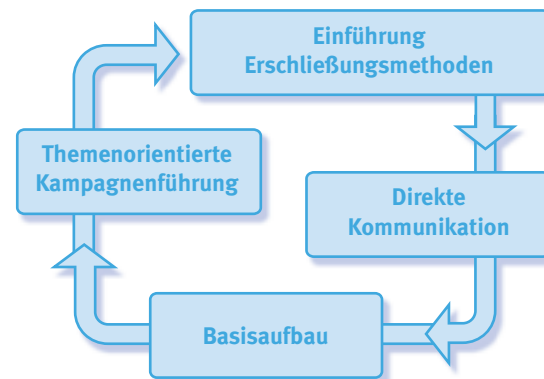 Einführung
Erschließungsmethoden
Direkte
Kommunikation
Basisaufbau
Themenorientierte
Kampagnenführung